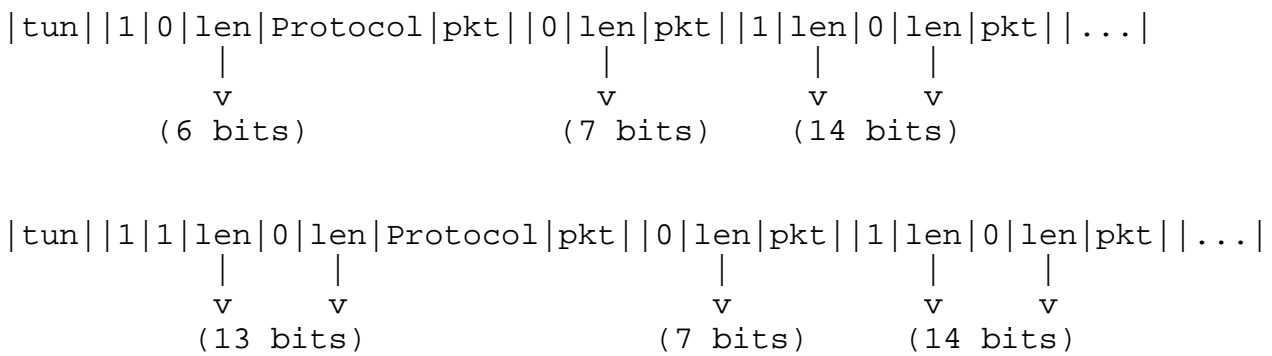 |tun||1|0|len|Protocol|pkt||0|len|pkt||1|len|0|len|pkt||...|
| | | |
v v v v
(6 bits) (7 bits) (14 bits)
|tun||1|1|len|0|len|Protocol|pkt||0|len|pkt||1|len|0|len|pkt||...|
| | | | |
v v v v v
(13 bits) (7 bits) (14 bits)